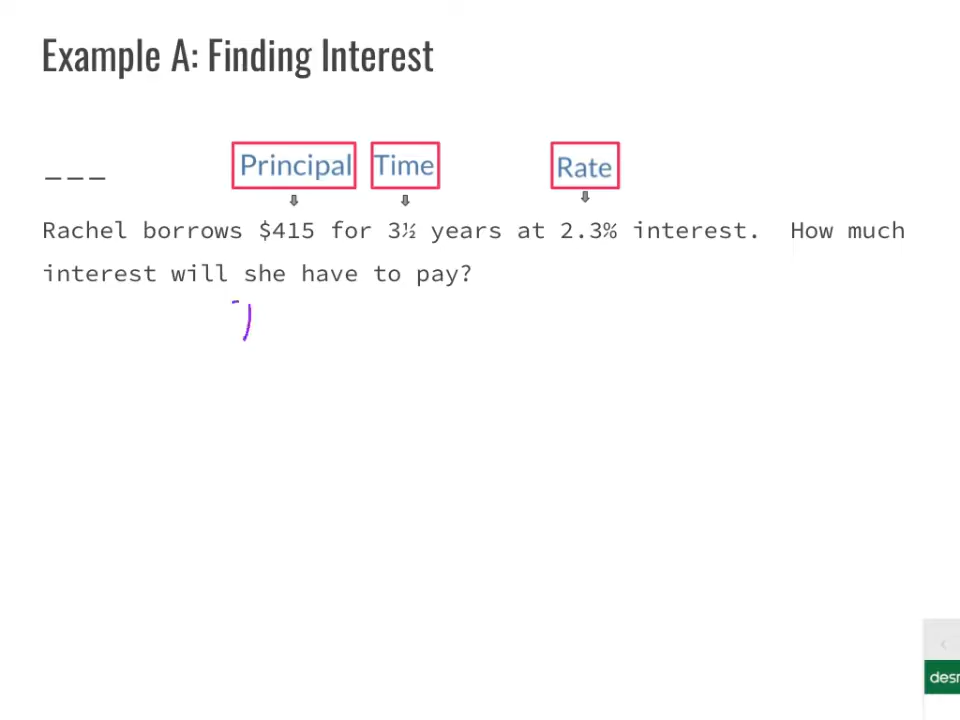 Example A: Finding Interest
Principal Time Rate
Rachel borrows $415 for 3½ years at 2.3% interest.  How much
interest will she have to pay?